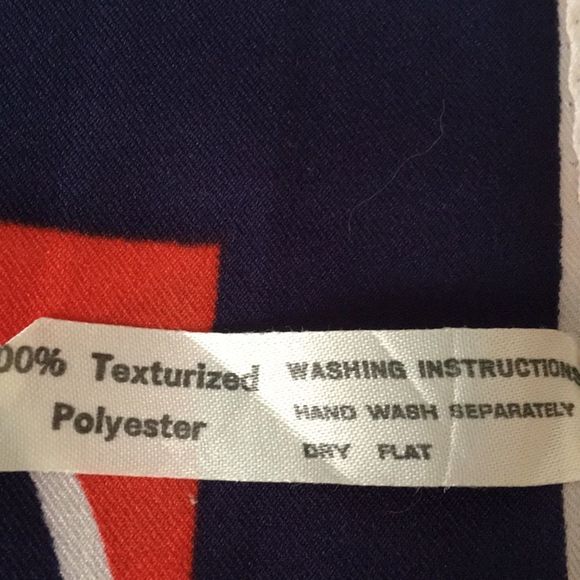 00% Texturized
Polyester
WASHING INSTRUCTIONS
HAND WASH SEPARATELY
DRY FLAT